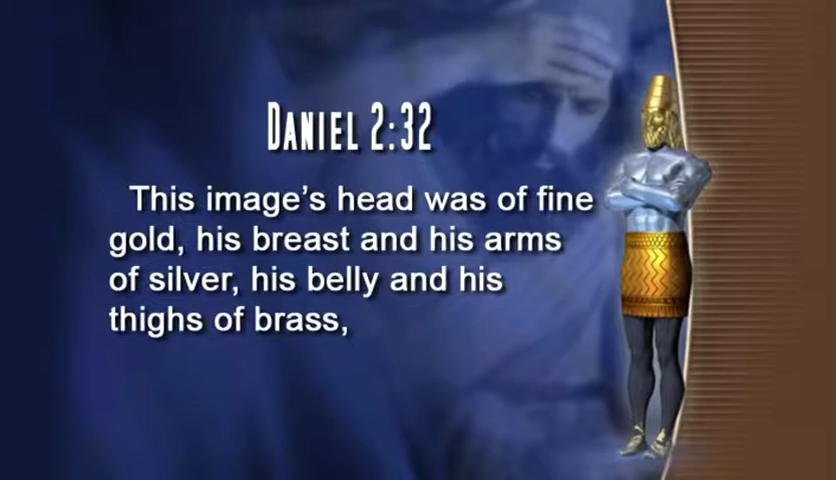 Daniel 2:32
This image’s head was of fine
gold, his breast and his arms
of silver, his belly and his
thighs of brass,